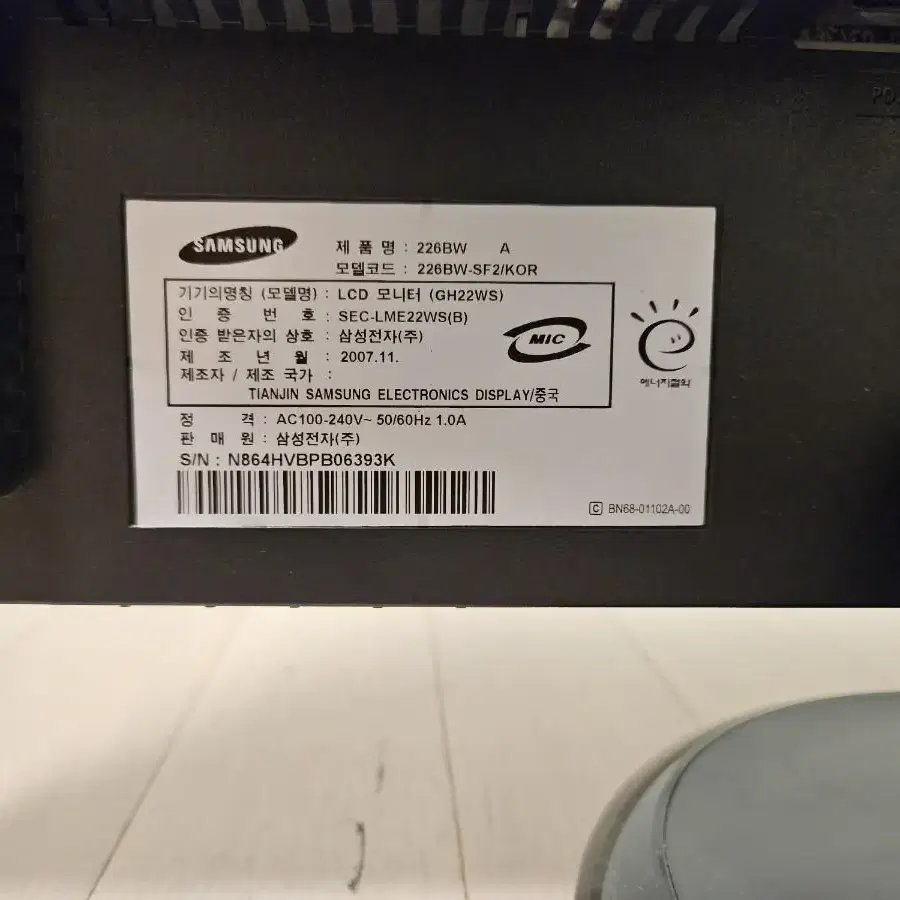 SAMSUNG
제 품 명 : 226BW A
모델코드 : 226BW-SF2/KOR
기기의명칭 (모델명) : LCD 모니터 (GH22WS)
인 증 번 호 : SEC-LME22WS(B)
인증 받은자의 상호 : 삼성전자(주)
제 조 년 월 : 2007.11.
제조자 / 제조 국가 :
TIANJIN SAMSUNG ELECTRONICS DISPLAY/중국
MIC
에너지절약
정 격 : AC100-240V~ 50/60Hz 1.0A
판 매 원 : 삼성전자(주)
S/N : N864HVBPB06393K
C BN68-01102A-00